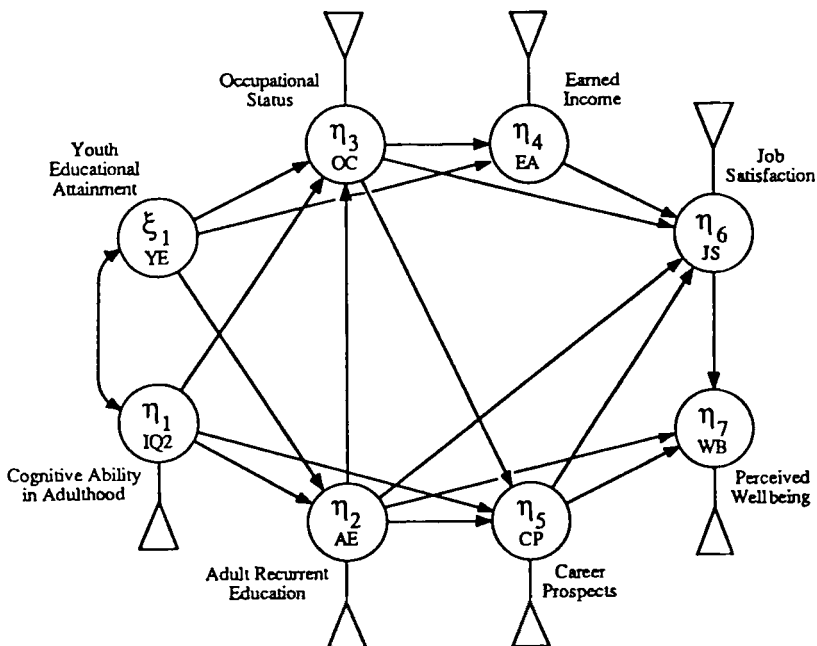 Occupational
Status
Earned
Income
η3
OC
η4
EA
Youth
Educational
Attainment
Job
Satisfaction
ξ1
YE
η6
JS
η1
IQ2
η7
WB
Cognitive Ability
in Adulthood
Perceived
Wellbeing
η2
AE
η5
CP
Adult Recurrent
Education
Career
Prospects